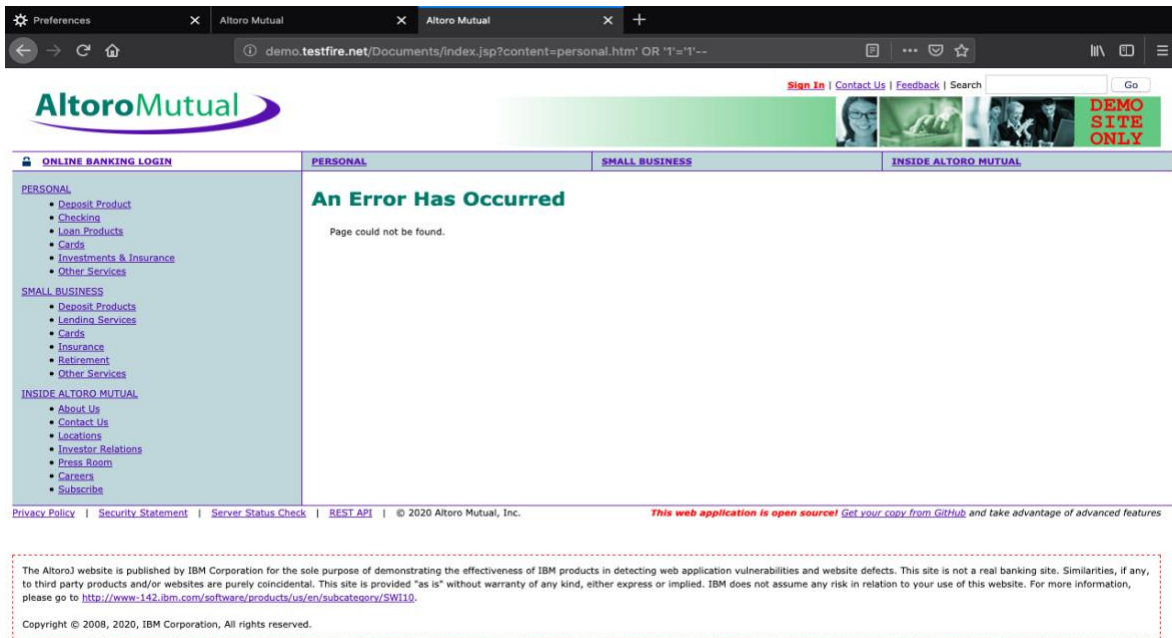 Preferences
Altoro Mutual
Altoro Mutual
demo.testfire.net/Documents/index.jsp?content=personal.htm' OR '1'='1'--
Sign In | Contact Us | Feedback | Search
Go
AltoroMutual
DEMO
SITE
ONLY
ONLINE BANKING LOGIN
PERSONAL
SMALL BUSINESS
INSIDE ALTORO MUTUAL
PERSONAL
• Deposit Product
• Checking
• Loan Products
• Cards
• Investments & Insurance
• Other Services
SMALL BUSINESS
• Deposit Products
• Lending Services
• Cards
• Insurance
• Retirement
• Other Services
INSIDE ALTORO MUTUAL
• About Us
• Contact Us
• Locations
• Investor Relations
• Press Room
• Careers
• Subscribe
An Error Has Occurred
Page could not be found.
Privacy Policy | Security Statement | Server Status Check | REST API | © 2020 Altoro Mutual, Inc.
This web application is open source! Get your copy from GitHub and take advantage of advanced features
The AltoroJ website is published by IBM Corporation for the sole purpose of demonstrating the effectiveness of IBM products in detecting web application vulnerabilities and website defects. This site is not a real banking site. Similarities, if any,
to third party products and/or websites are purely coincidental. This site is provided "as is" without warranty of any kind, either express or implied. IBM does not assume any risk in relation to your use of this website. For more information,
please go to http://www-142.ibm.com/software/products/us/en/subcategory/SWI10.
Copyright © 2008, 2020, IBM Corporation, All rights reserved.